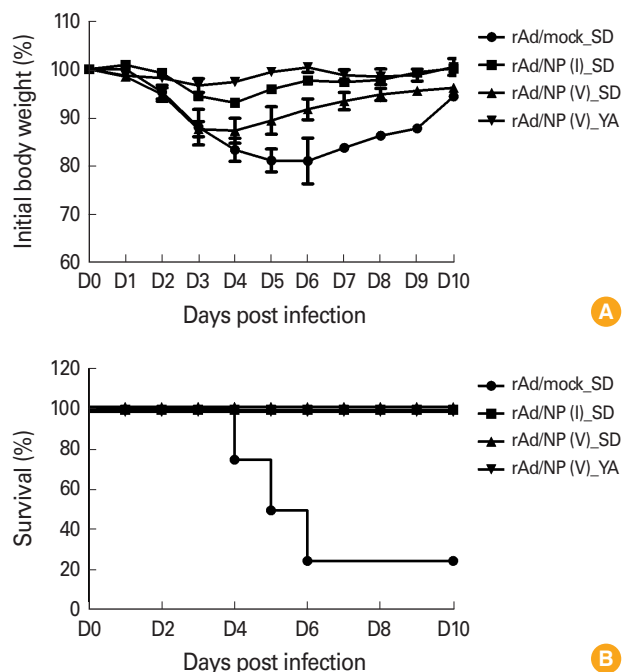 110
100
90
80
70
60
Initial body weight (%)
D0 D1 D2 D3 D4 D5 D6 D7 D8 D9 D10
Days post infection
rAd/mock_SD
rAd/NP (I)_SD
rAd/NP (V)_SD
rAd/NP (V)_YA
A
120
100
80
60
40
20
0
Survival (%)
D0 D2 D4 D6 D8 D10
Days post infection
rAd/mock_SD
rAd/NP (I)_SD
rAd/NP (V)_SD
rAd/NP (V)_YA
B